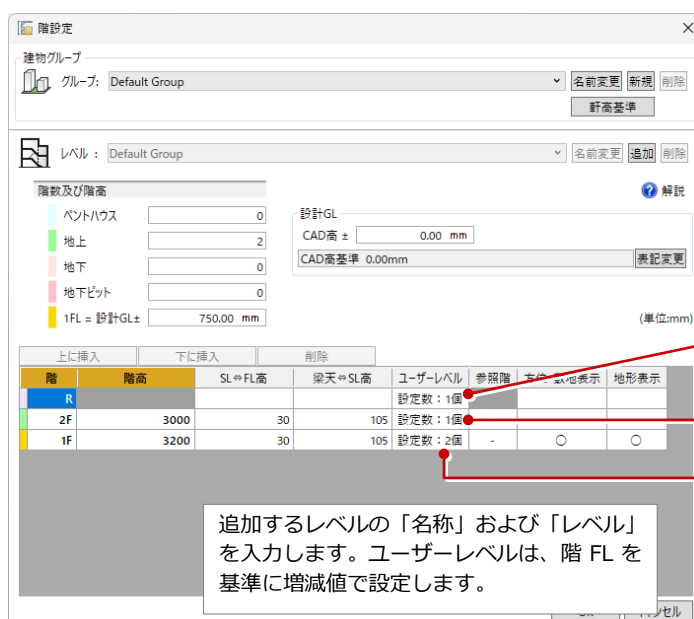 階設定
建物グループ
グループ: Default Group 名前変更 新規 削除
軒高基準
レベル : Default Group 名前変更 追加 削除
階数及び階高 解説
ペントハウス 0
地上 2
地下 0
地下ピット 0
1FL = 設計GL± 750.00 mm
設計GL
CAD高 ± 0.00 mm
CAD高基準 0.00mm 表記変更
(単位:mm)
上に挿入 下に挿入 削除
階 階高 SL⇔FL高 梁天⇔SL高 ユーザーレベル 参照階 方位・敷地表示 地形表示
R 設定数：1個
2F 3000 30 105 設定数：1個
1F 3200 30 105 設定数：2個 - ○ ○
追加するレベルの「名称」および「レベル」
を入力します。ユーザーレベルは、階 FL を
基準に増減値で設定します。